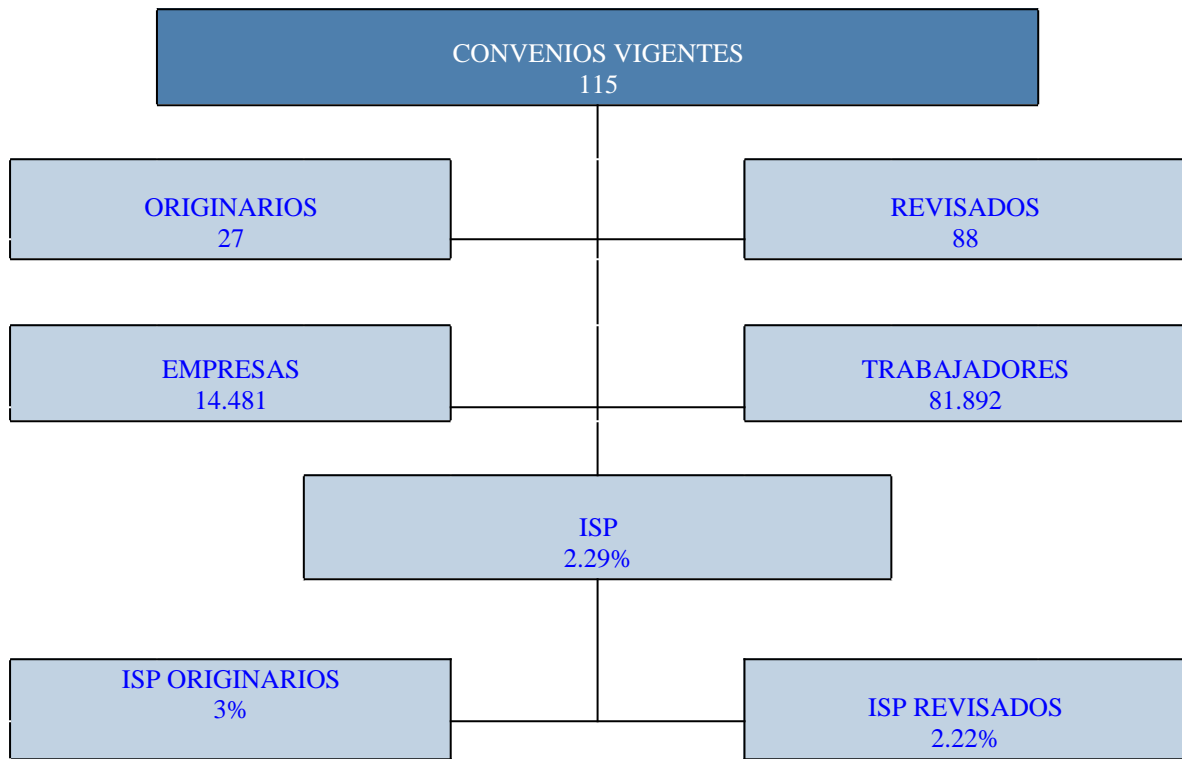 CONVENIOS VIGENTES
115
ORIGINARIOS
27
REVISADOS
88
EMPRESAS
14.481
TRABAJADORES
81.892
ISP
2.29%
ISP ORIGINARIOS
3%
ISP REVISADOS
2.22%